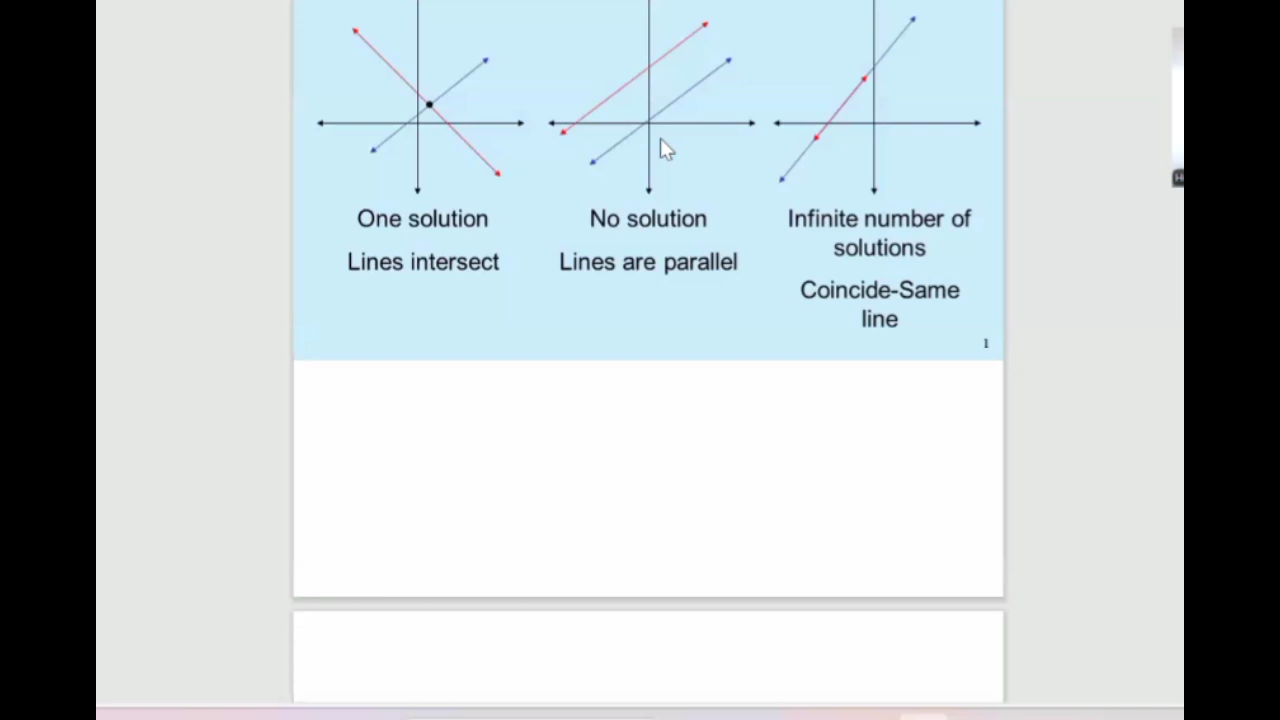 One solution
Lines intersect
No solution
Lines are parallel
Infinite number of
solutions
Coincide-Same
line
1